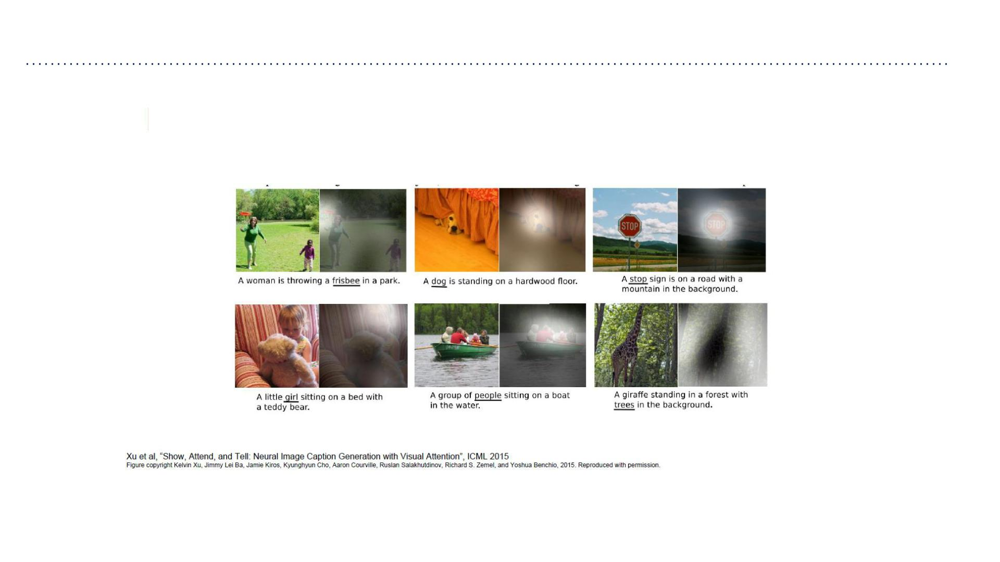 STOP
STOP
A woman is throwing a frisbee in a park.
A dog is standing on a hardwood floor.
A stop sign is on a road with a
mountain in the background.
A little girl sitting on a bed with
a teddy bear.
A group of people sitting on a boat
in the water.
A giraffe standing in a forest with
trees in the background.
Xu et al, “Show, Attend, and Tell: Neural Image Caption Generation with Visual Attention”, ICML 2015
Figure copyright Kelvin Xu, Jimmy Lei Ba, Jamie Kiros, Kyunghyun Cho, Aaron Courville, Ruslan Salakhutdinov, Richard S. Zemel, and Yoshua Benchio, 2015. Reproduced with permission.